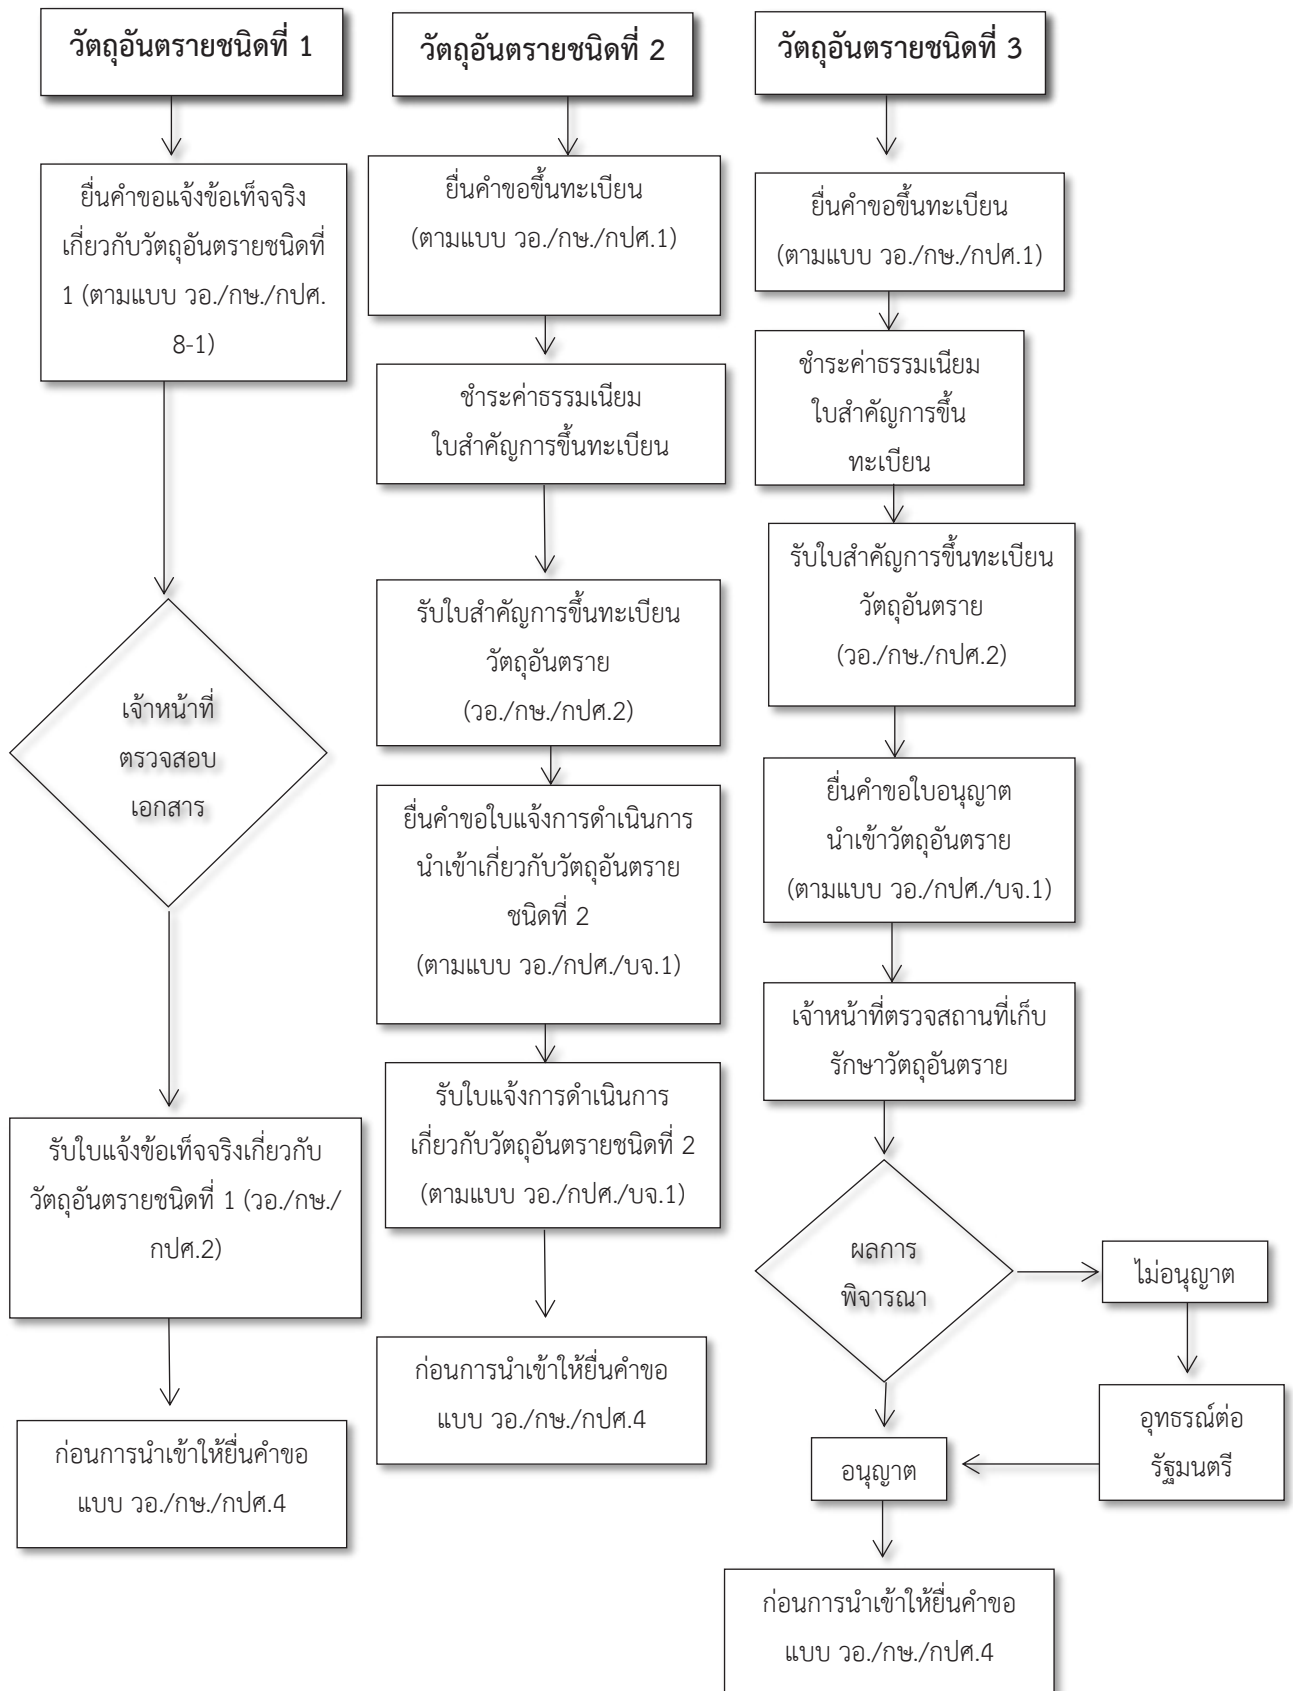 วัตถุอันตรายชนิดที่ 1
ยื่นคำขอแจ้งข้อเท็จจริง
เกี่ยวกับวัตถุอันตรายชนิดที่
1 (ตามแบบ วอ./กษ./กปศ.
8-1)
เจ้าหน้าที่
ตรวจสอบ
เอกสาร
รับใบแจ้งข้อเท็จจริงเกี่ยวกับ
วัตถุอันตรายชนิดที่ 1 (วอ./กษ./
กปศ.2)
ก่อนการนำเข้าให้ยื่นคำขอ
แบบ วอ./กษ./กปศ.4
วัตถุอันตรายชนิดที่ 2
ยื่นคำขอขึ้นทะเบียน
(ตามแบบ วอ./กษ./กปศ.1)
ชำระค่าธรรมเนียม
ใบสำคัญการขึ้นทะเบียน
รับใบสำคัญการขึ้นทะเบียน
วัตถุอันตราย
(วอ./กษ./กปศ.2)
ยื่นคำขอใบแจ้งการดำเนินการ
นำเข้าเกี่ยวกับวัตถุอันตราย
ชนิดที่ 2
(ตามแบบ วอ./กปศ./บจ.1)
รับใบแจ้งการดำเนินการ
เกี่ยวกับวัตถุอันตรายชนิดที่ 2
(ตามแบบ วอ./กปศ./บจ.1)
ก่อนการนำเข้าให้ยื่นคำขอ
แบบ วอ./กษ./กปศ.4
วัตถุอันตรายชนิดที่ 3
ยื่นคำขอขึ้นทะเบียน
(ตามแบบ วอ./กษ./กปศ.1)
ชำระค่าธรรมเนียม
ใบสำคัญการขึ้น
ทะเบียน
รับใบสำคัญการขึ้นทะเบียน
วัตถุอันตราย
(วอ./กษ./กปศ.2)
ยื่นคำขอใบอนุญาต
นำเข้าวัตถุอันตราย
(ตามแบบ วอ./กปศ./บจ.1)
เจ้าหน้าที่ตรวจสถานที่เก็บ
รักษาวัตถุอันตราย
ผลการ
พิจารณา
ไม่อนุญาต
อุทธรณ์ต่อ
รัฐมนตรี
อนุญาต
ก่อนการนำเข้าให้ยื่นคำขอ
แบบ วอ./กษ./กปศ.4